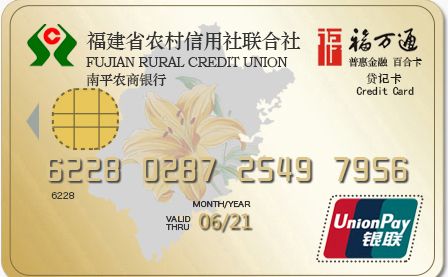 福建省农村信用社联合社
FUJIAN RURAL CREDIT UNION
南平农商银行
福 福万通
普惠金融 百合卡
贷记卡
Credit Card
6228 0287 2549 7956
6228
MONTH/YEAR
VALID THRU 06/21
UnionPay
银联